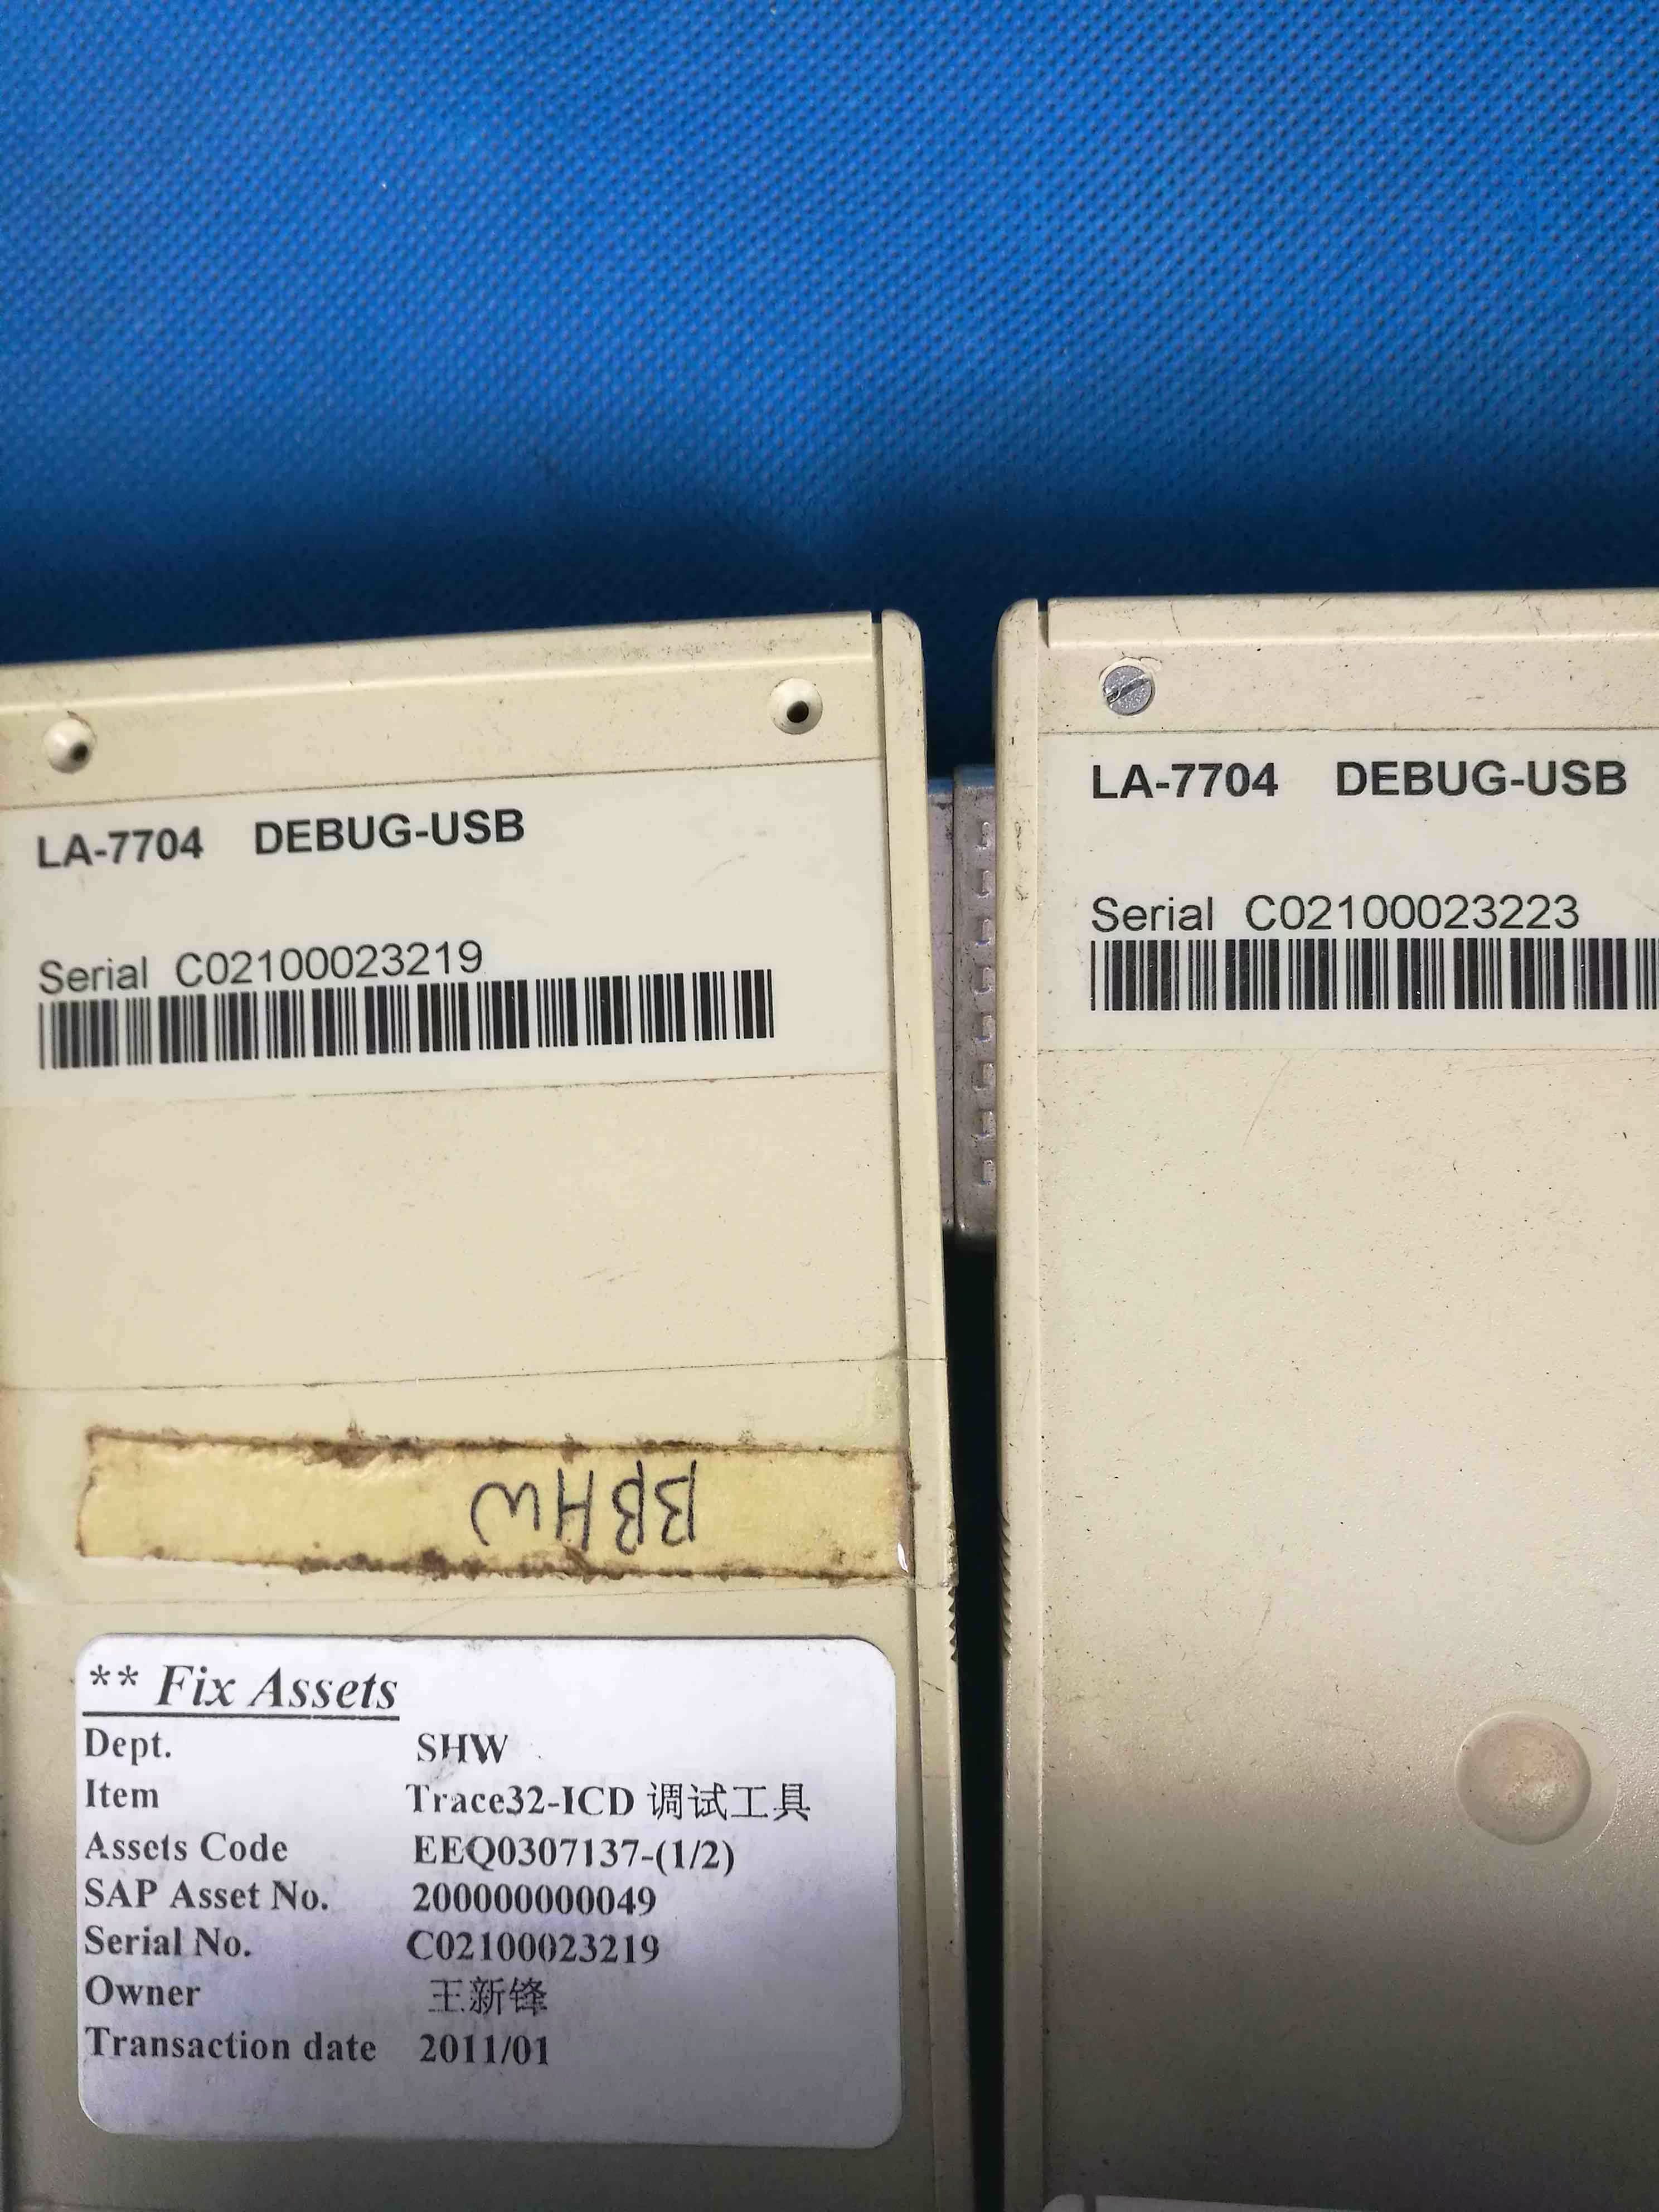 LA-7704 DEBUG-USB
Serial C02100023219
BBHW
** Fix Assets
Dept. SHW
Item Trace32-ICD 调试工具
Assets Code EEQ0307137-(1/2)
SAP Asset No. 200000000049
Serial No. C02100023219
Owner 王新锋
Transaction date 2011/01
LA-7704 DEBUG-USB
Serial C02100023223